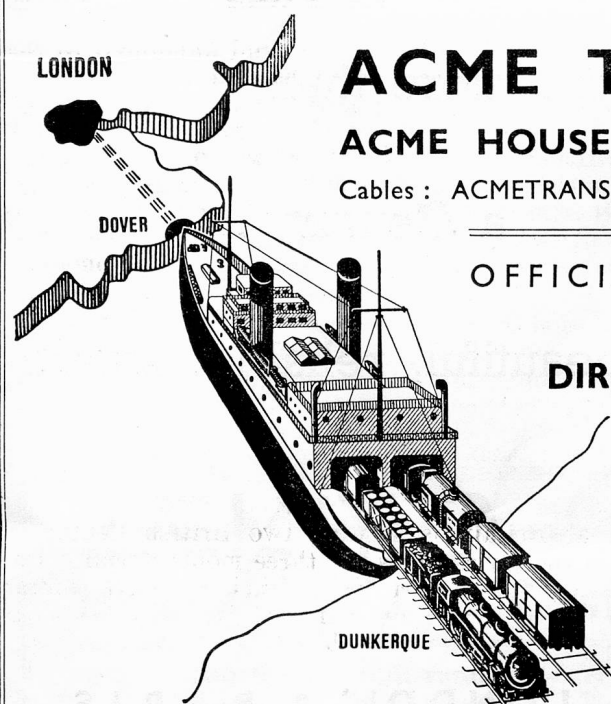 LONDON
ACME
ACME HOUSE
Cables : ACMETRANS
DOVER
OFFICI
DIR
DUNKERQUE